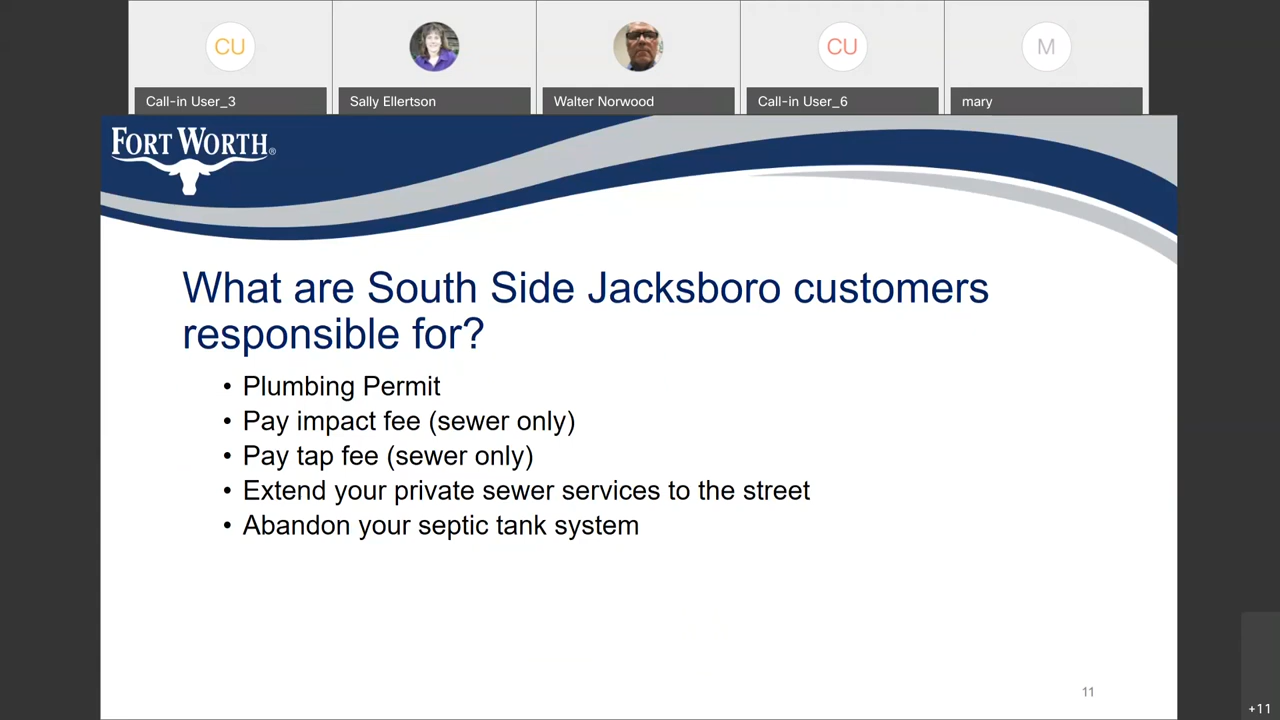 CU
CU
M
Call-in User_3
Sally Ellertson
Walter Norwood
Call-in User_6
mary
FORT WORTH®
What are South Side Jacksboro customers
responsible for?
• Plumbing Permit
• Pay impact fee (sewer only)
• Pay tap fee (sewer only)
• Extend your private sewer services to the street
• Abandon your septic tank system
11
+11